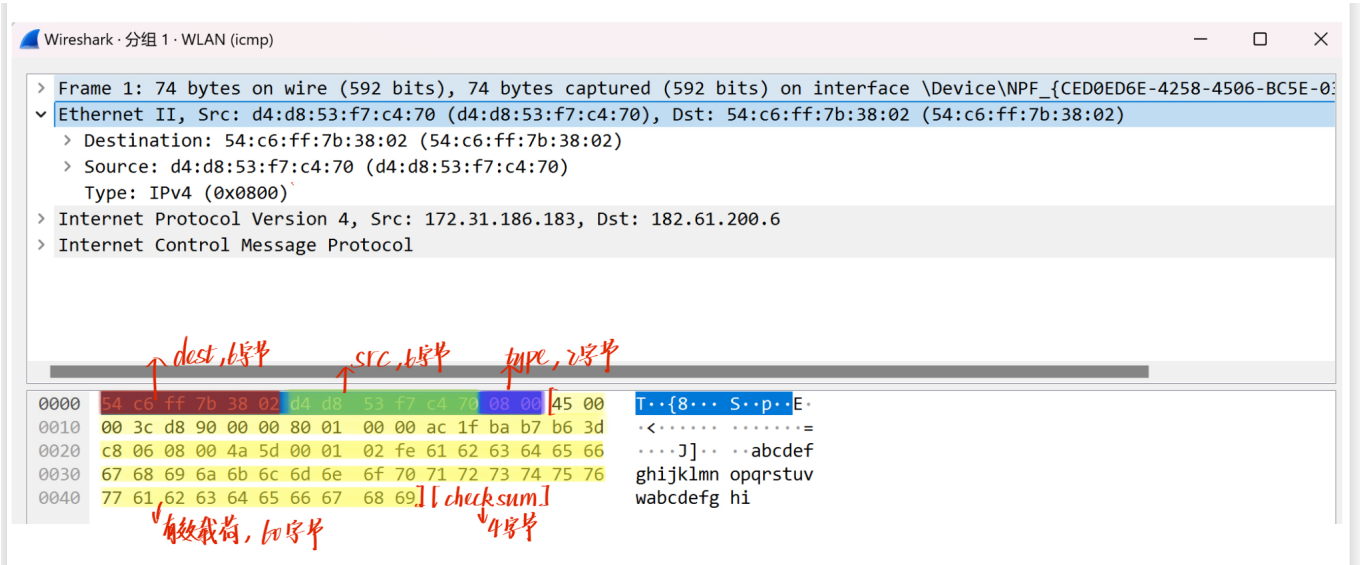 Wireshark · 分组 1 · WLAN (icmp)
> Frame 1: 74 bytes on wire (592 bits), 74 bytes captured (592 bits) on interface \Device\NPF_{CED0ED6E-4258-4506-BC5E-03
Ethernet II, Src: d4:d8:53:f7:c4:70 (d4:d8:53:f7:c4:70), Dst: 54:c6:ff:7b:38:02 (54:c6:ff:7b:38:02)
> Destination: 54:c6:ff:7b:38:02 (54:c6:ff:7b:38:02)
> Source: d4:d8:53:f7:c4:70 (d4:d8:53:f7:c4:70)
Type: IPv4 (0x0800)
> Internet Protocol Version 4, Src: 172.31.186.183, Dst: 182.61.200.6
> Internet Control Message Protocol
dest,6字节 src,6字节 type,2字节
0000 54 c6 ff 7b 38 02 d4 d8 53 f7 c4 70 08 00 [45 00 T··{8··· S··p··E·
0010 00 3c d8 90 00 00 80 01 00 00 ac 1f ba b7 b6 3d ·<······ ·······=
0020 c8 06 08 00 4a 5d 00 01 02 fe 61 62 63 64 65 66 ····J]·· ··abcdef
0030 67 68 69 6a 6b 6c 6d 6e 6f 70 71 72 73 74 75 76 ghijklmn opqrstuv
0040 77 61 62 63 64 65 66 67 68 69 ] [checksum] wabcdefg hi
有效载荷, 60字节 4字节